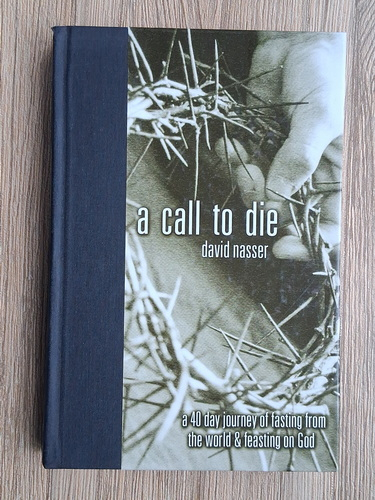 a call to die
david nasser
a 40 day journey of fasting from
the world & feasting on God